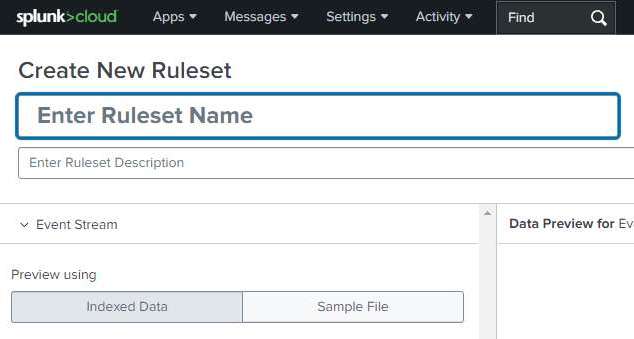 splunk>cloud Apps Messages Settings Activity Find
Create New Ruleset
Enter Ruleset Name
Enter Ruleset Description
Event Stream
Data Preview for Ev
Preview using
Indexed Data Sample File